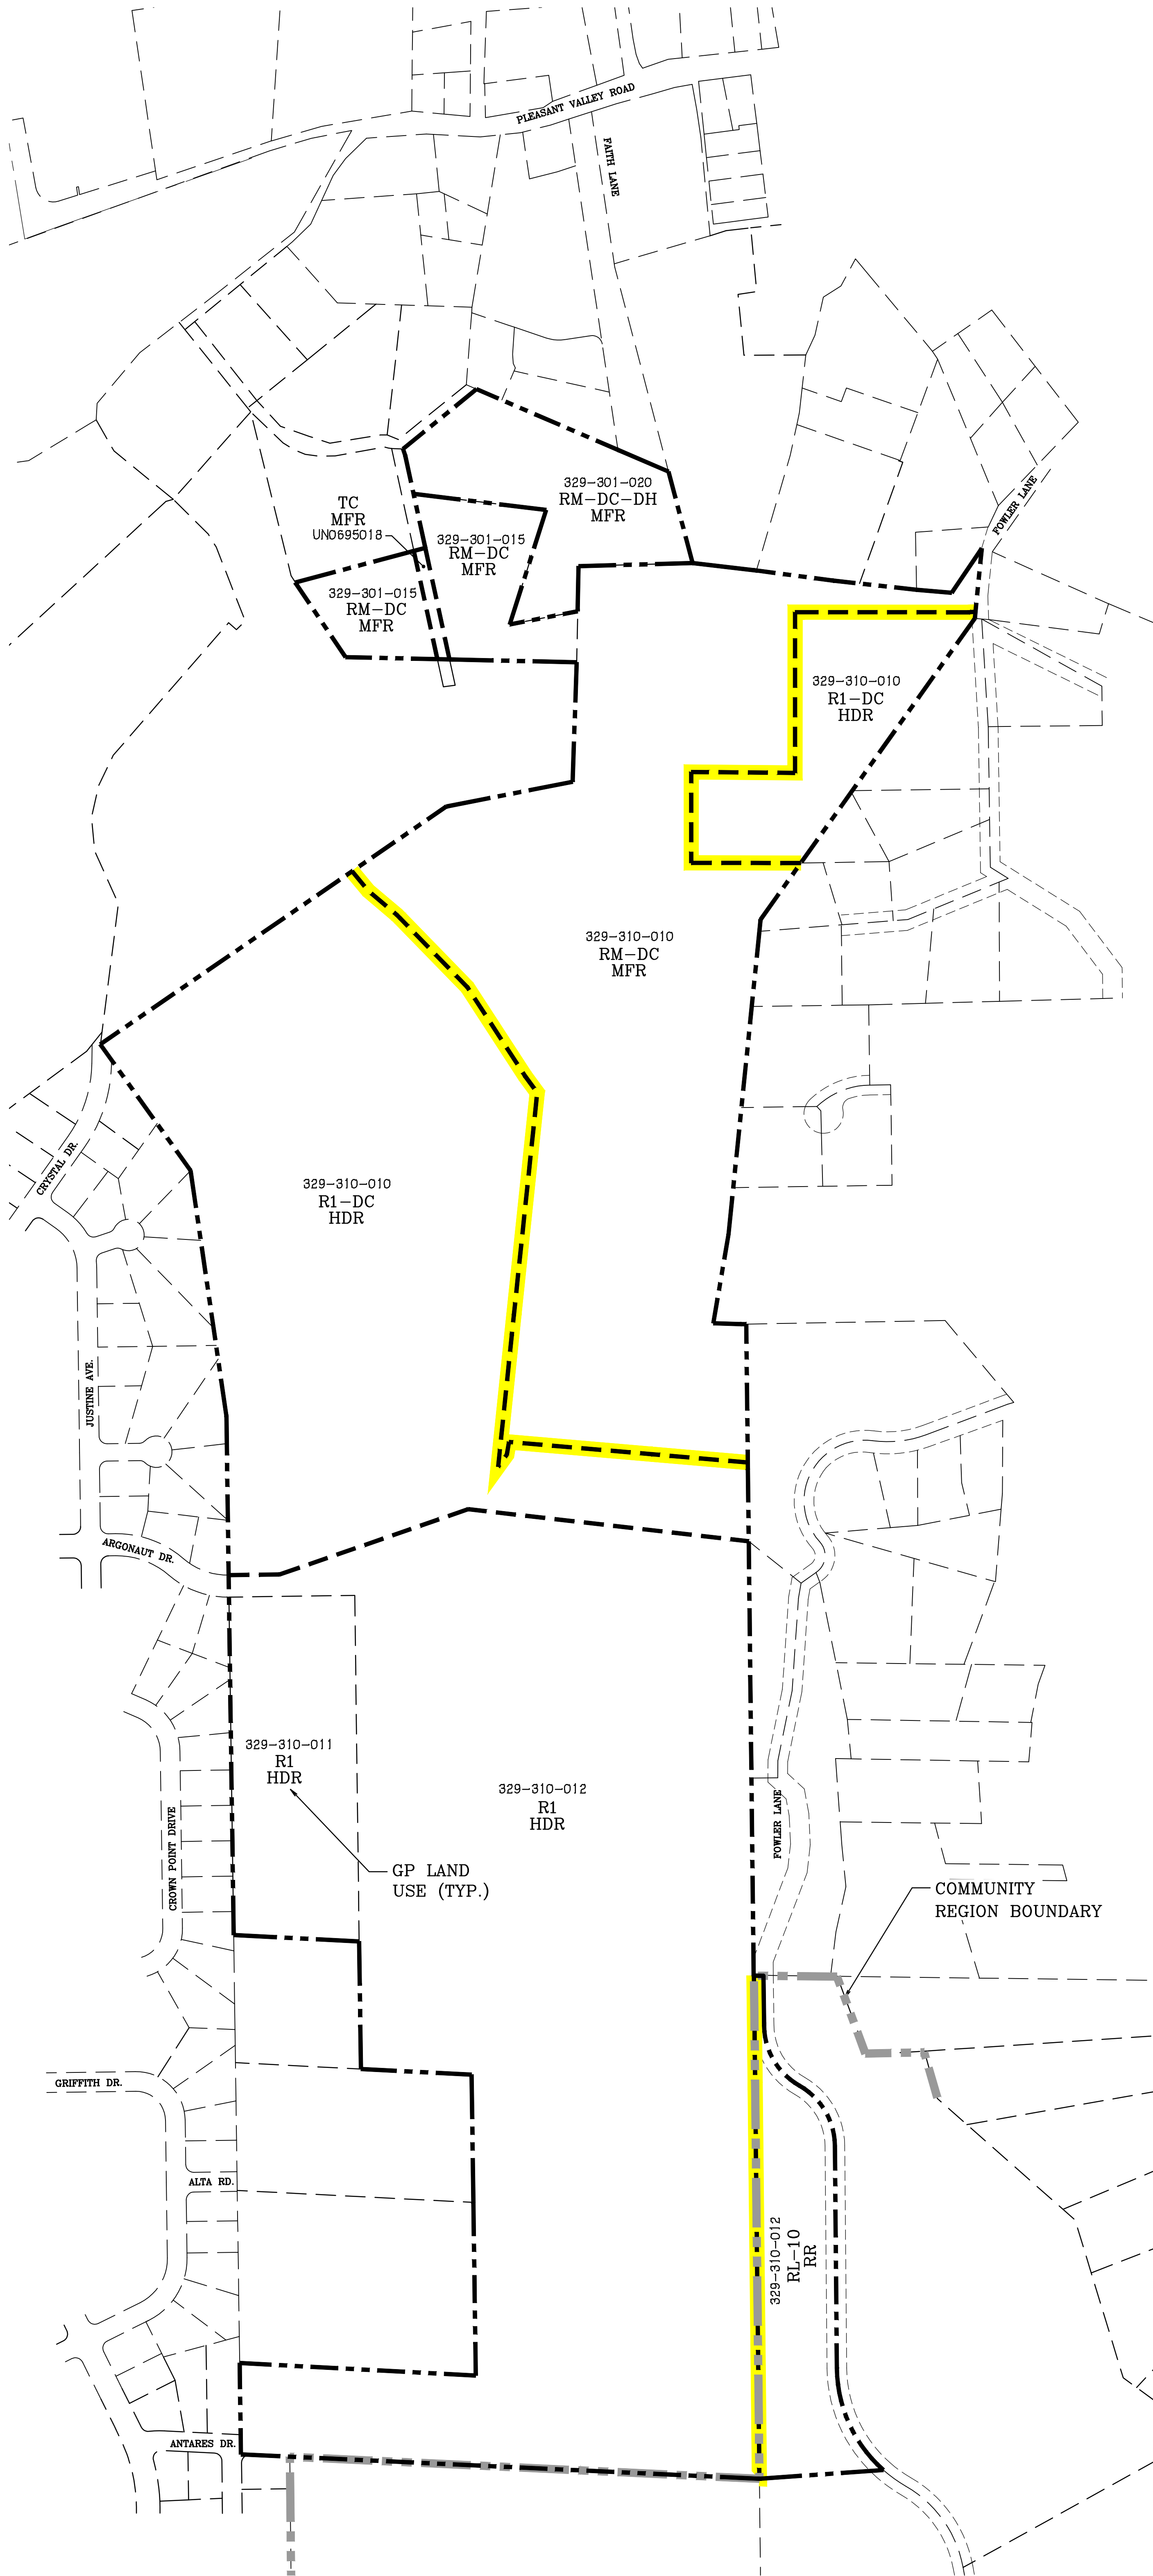 PLEASANT VALLEY ROAD
FAITH LANE
FOWLER LANE
329-301-020
RM-DC-DH
MFR
TC
MFR
UN0695018
329-301-015
RM-DC
MFR
329-301-015
RM-DC
MFR
329-310-010
R1-DC
HDR
329-310-010
RM-DC
MFR
CRYSTAL DR.
329-310-010
R1-DC
HDR
JUSTINE AVE.
ARGONAUT DR.
329-310-011
R1
HDR
329-310-012
R1
HDR
CROWN POINT DRIVE
FOWLER LANE
GP LAND
USE (TYP.)
COMMUNITY
REGION BOUNDARY
GRIFFITH DR.
ALTA RD.
329-310-012
RL-10
RR
ANTARES DR.